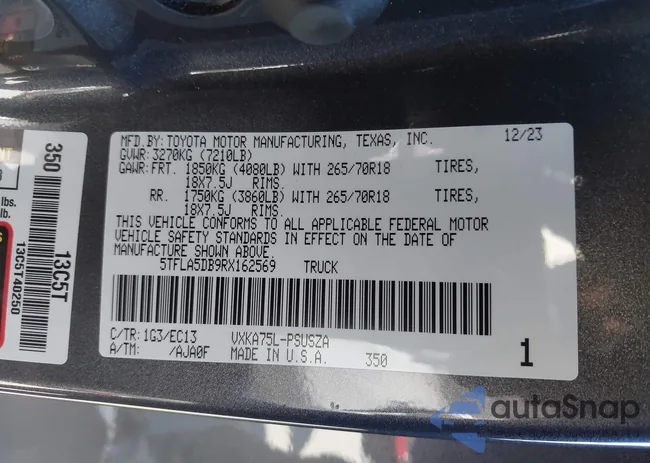 MFD.BY: TOYOTA MOTOR MANUFACTURING, TEXAS, INC. 12/23
GVWR: 3270KG (7210LB)
GAWR: FRT. 1850KG (4080LB) WITH 265/70R18 TIRES,
18X7.5J RIMS.
RR. 1750KG (3860LB) WITH 265/70R18 TIRES,
18X7.5J RIMS.
THIS VEHICLE CONFORMS TO ALL APPLICABLE FEDERAL MOTOR
VEHICLE SAFETY STANDARDS IN EFFECT ON THE DATE OF
MANUFACTURE SHOWN ABOVE.
5TFLA5DB9RX162569 TRUCK
C/TR: 1G3/EC13 VXKA75L-PSUSZA
A/TM: /AJA0F MADE IN U.S.A. 350 1
350
13C5T
13C5T40250
lbs.
lb.
autoSnap